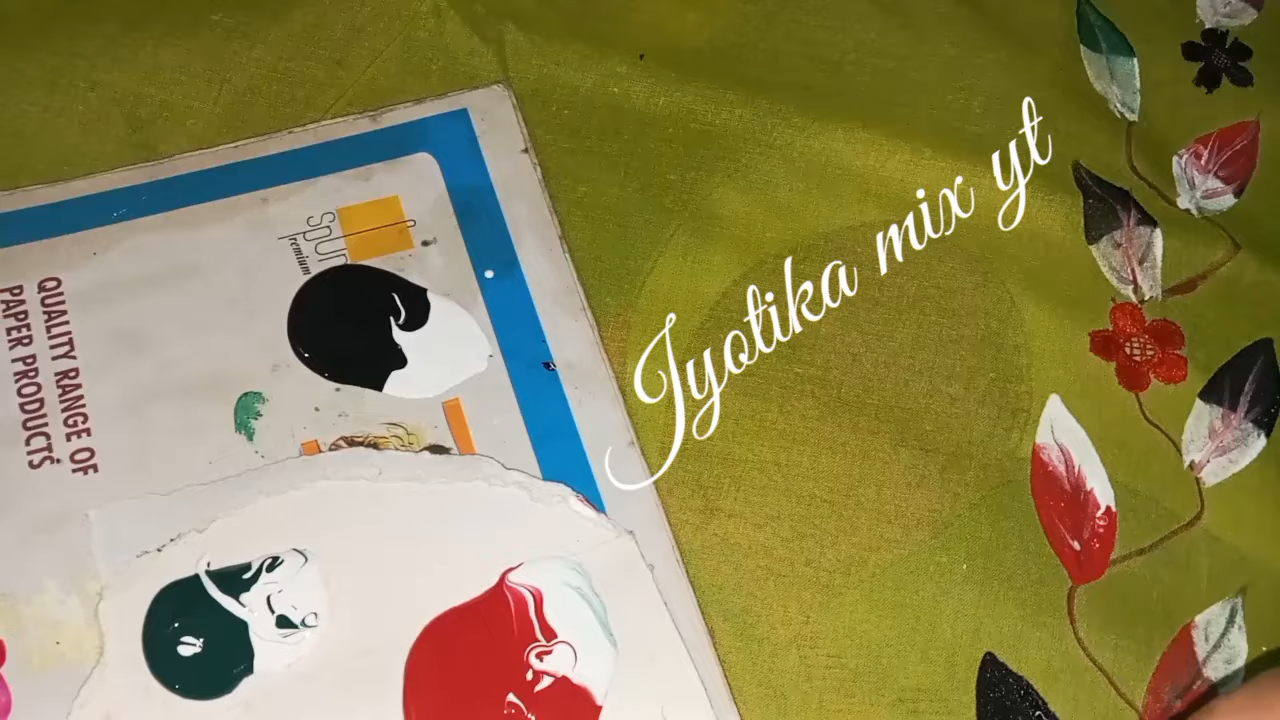 Jyotika mix yt
Premium
QUALITY RANGE OF
PAPER PRODUCTS